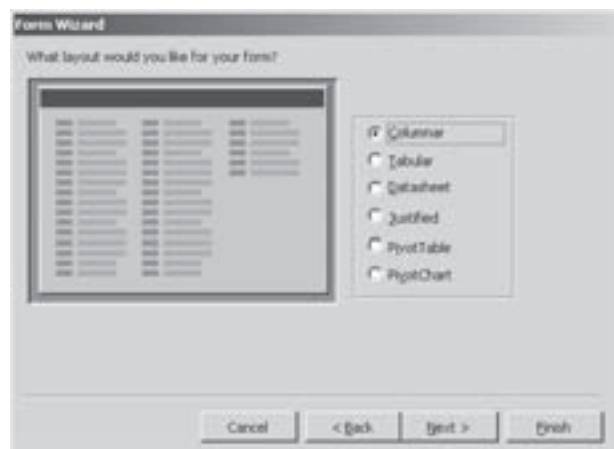 Form Wizard
What layout would you like for your form?
Columnar
Tabular
Datasheet
Justified
PivotTable
PivotChart
Cancel
< Back
Next >
Finish